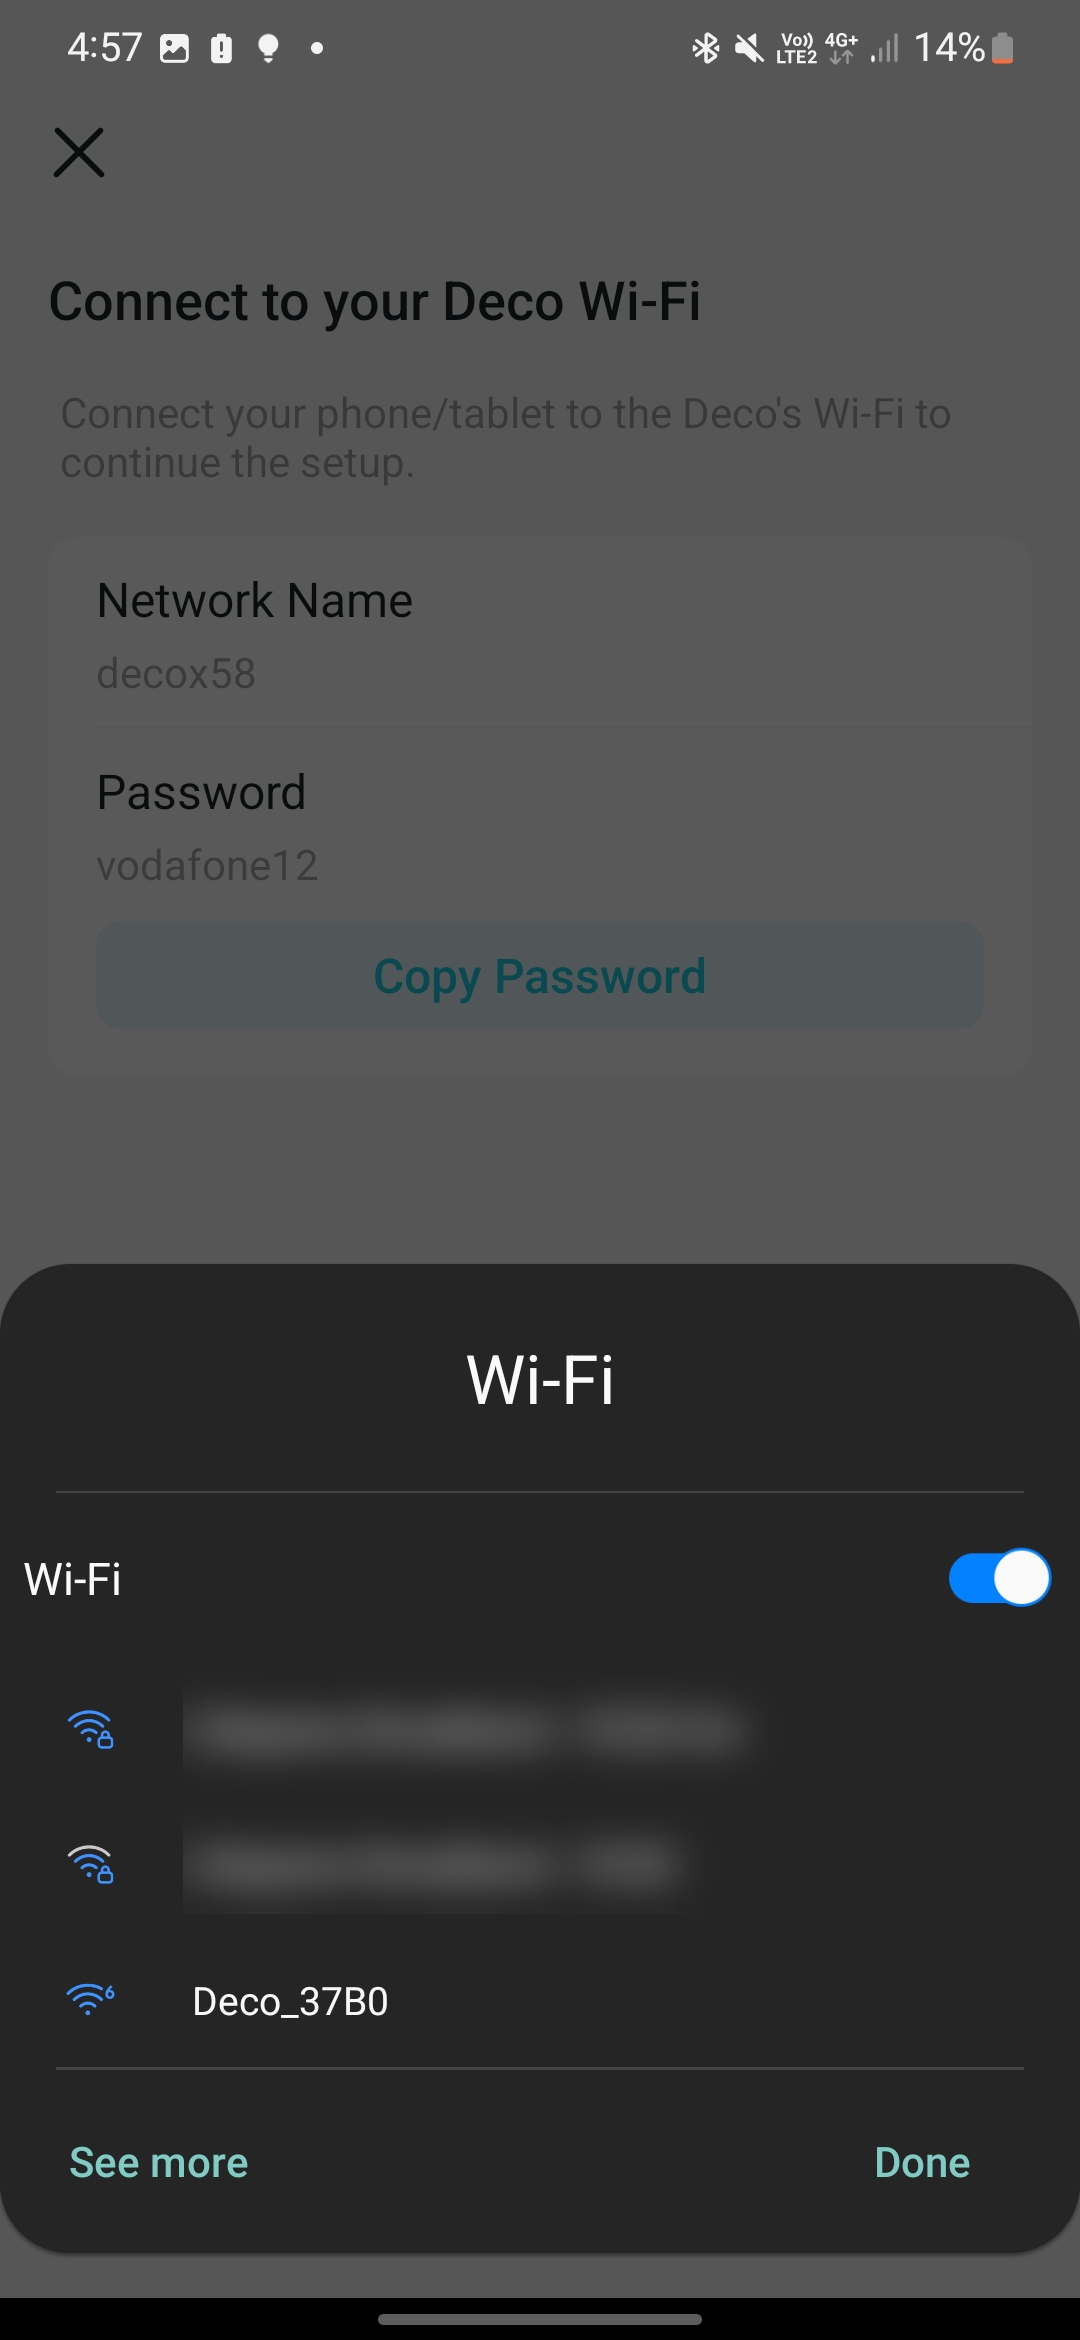 4:57
Vo)) LTE2 4G+ 14%
Connect to your Deco Wi-Fi
Connect your phone/tablet to the Deco's Wi-Fi to
continue the setup.
Network Name
decox58
Password
vodafone12
Copy Password
Wi-Fi
Wi-Fi
6 Deco_37B0
See more Done